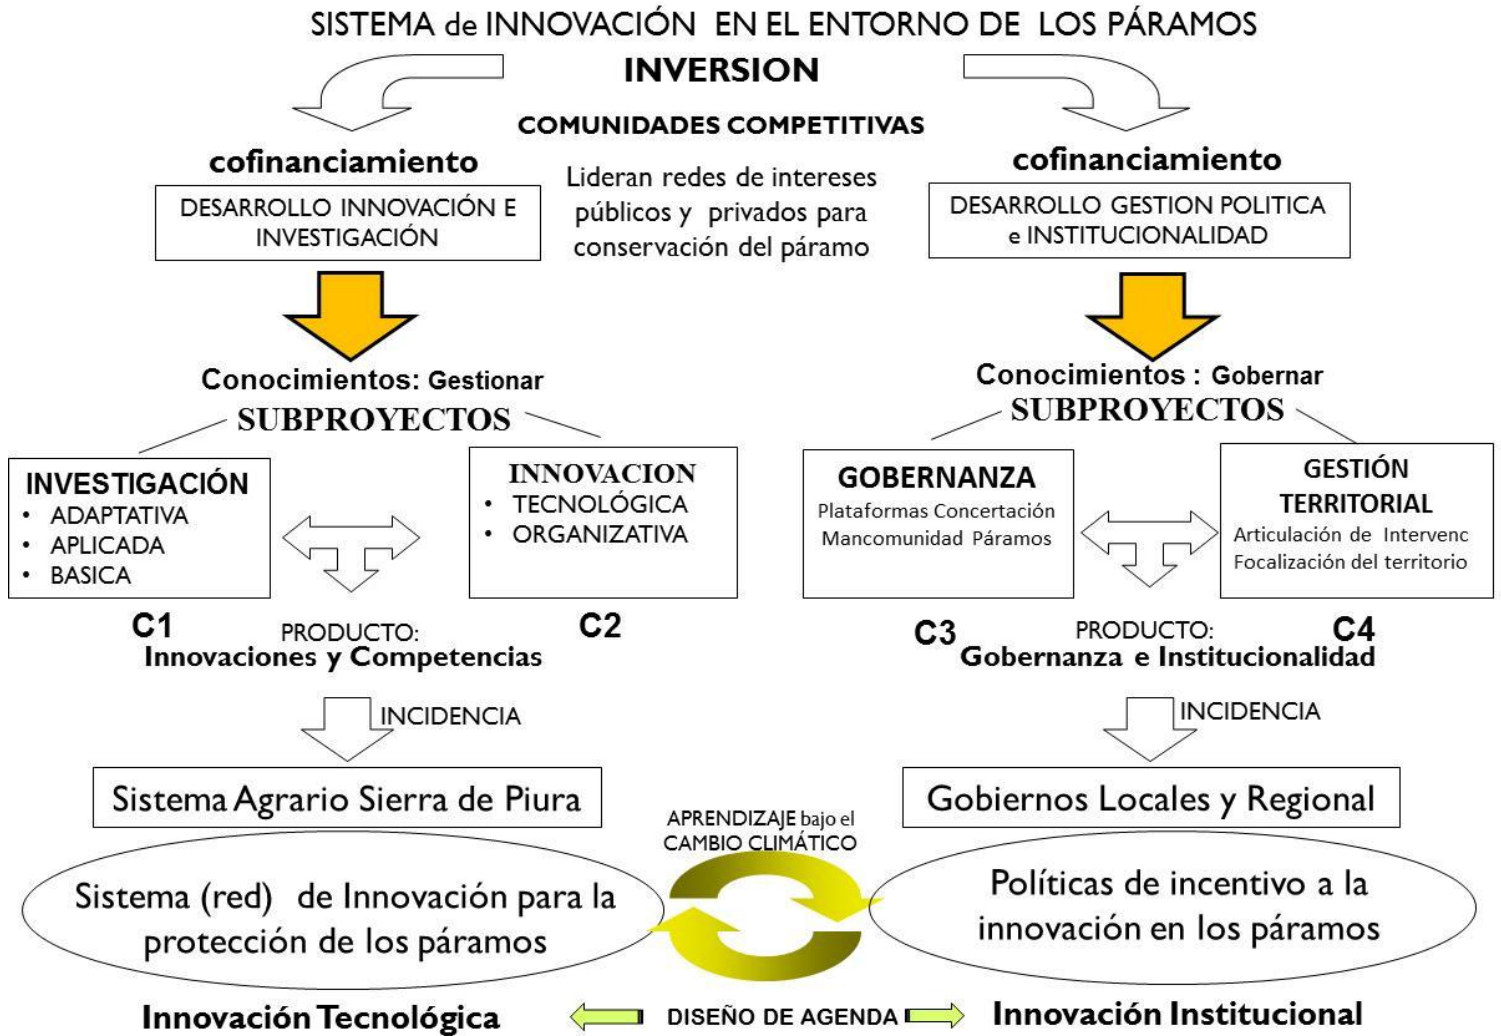 SISTEMA de INNOVACIÓN EN EL ENTORNO DE LOS PÁRAMOS
INVERSION
COMUNIDADES COMPETITIVAS
Lideran redes de intereses
públicos y privados para
conservación del páramo
cofinanciamiento
DESARROLLO INNOVACIÓN E
INVESTIGACIÓN
Conocimientos: Gestionar
SUBPROYECTOS
INVESTIGACIÓN
• ADAPTATIVA
• APLICADA
• BASICA
C1
INNOVACION
• TECNOLÓGICA
• ORGANIZATIVA
C2
PRODUCTO:
Innovaciones y Competencias
INCIDENCIA
Sistema Agrario Sierra de Piura
Sistema (red) de Innovación para la
protección de los páramos
Innovación Tecnológica
cofinanciamiento
DESARROLLO GESTION POLITICA
e INSTITUCIONALIDAD
Conocimientos : Gobernar
SUBPROYECTOS
GOBERNANZA
Plataformas Concertación
Mancomunidad Páramos
C3
GESTIÓN
TERRITORIAL
Articulación de Intervenc
Focalización del territorio
C4
PRODUCTO:
Gobernanza e Institucionalidad
INCIDENCIA
Gobiernos Locales y Regional
Políticas de incentivo a la
innovación en los páramos
Innovación Institucional
APRENDIZAJE bajo el
CAMBIO CLIMÁTICO
DISEÑO DE AGENDA